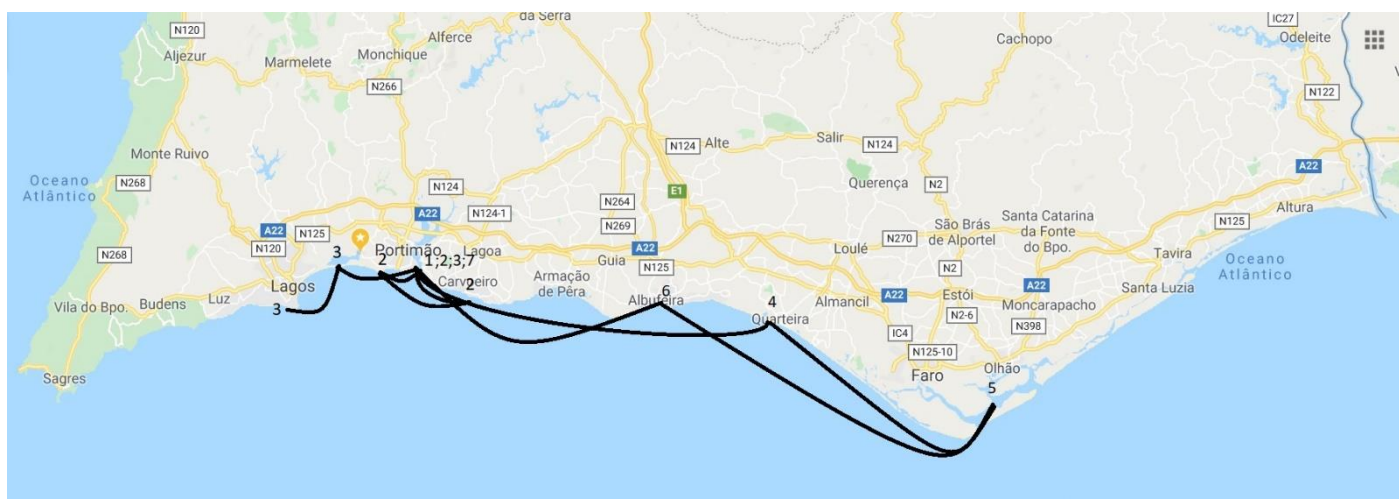 da Serra
IC27
N120
Odeleite
Alferce
Cachopo
Aljezur
Monchique
Marmelete
N266
N122
Salir
N124
Alte
N124
Monte Ruivo
A22
Oceano
Atlântico
N268
N124
Querença
N2
E1
N264
N124-1
Santa Catarina
da Fonte
do Bpo.
São Brás
de Alportel
Altura
A22
N269
N125
A22
N125
N120
3
Portimão
Lagoa
A22
Loulé
N270
N268
2
1;2;3;7
Guia
N125
Tavira
Oceano
Atlântico
N2
Carvoeiro
Armação
de Pêra
Lagos
2
6
4
Estói
A22
Santa Luzia
Vila do Bpo.
Budens
Luz
3
Albufeira
Almancil
A22
Moncarapacho
Quarteira
N2-6
N398
IC4
N125-10
Olhão
Sagres
Faro
5